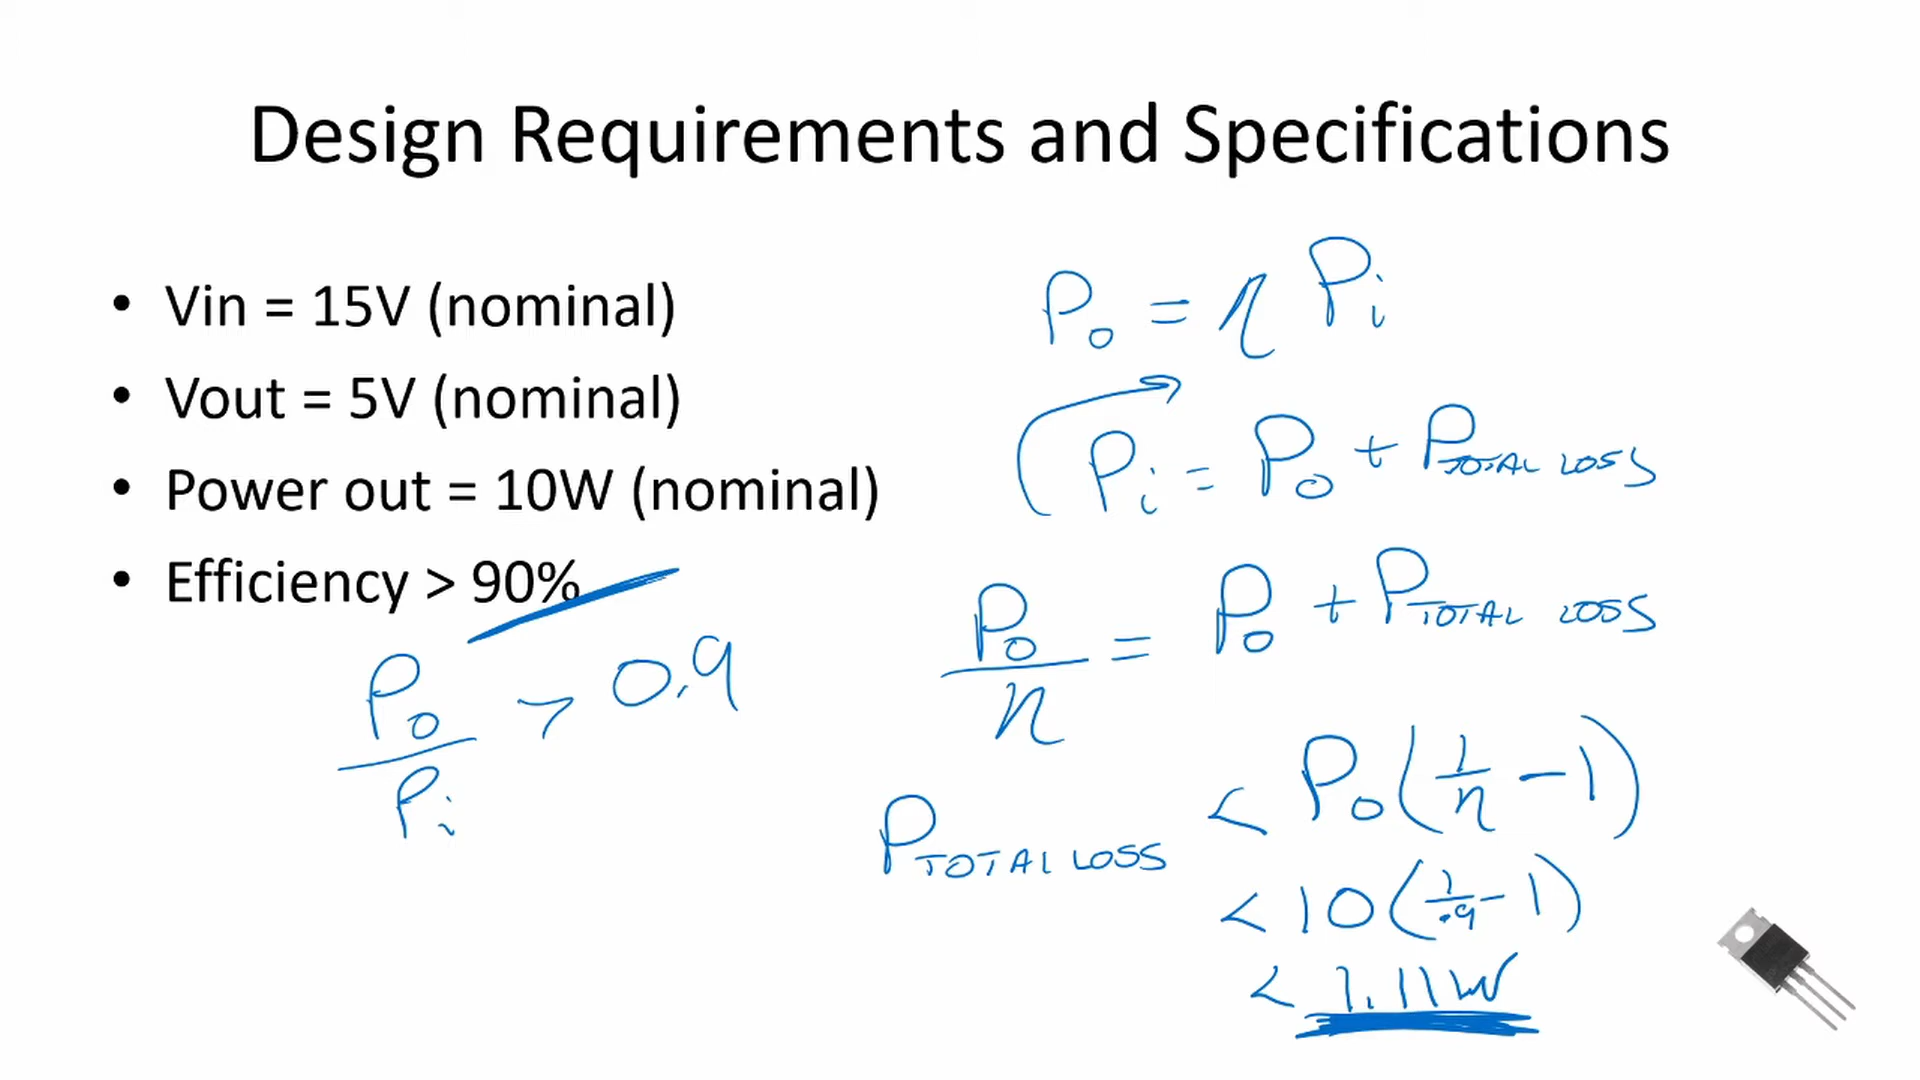 Design Requirements and Specifications
• Vin = 15V (nominal)
• Vout = 5V (nominal)
• Power out = 10W (nominal)
• Efficiency > 90%
Po/Pi > 0.9
Po = η Pi
Pi = Po + PTOTAL LOSS
Po/η = Po + PTOTAL LOSS
PTOTAL LOSS < Po(1/η - 1)
< 10(1/.9 - 1)
< 1.11W